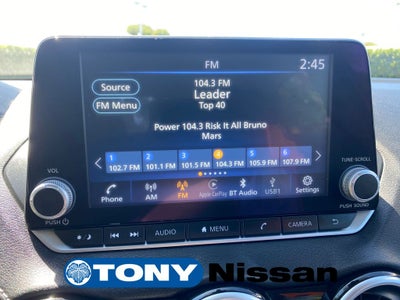 FM
2:45
Source
104.3 FM
Leader
Top 40
FM Menu
Power 104.3 Risk It All Bruno
Mars
1 2 3 4 5 6
102.7 FM 101.1 FM 101.5 FM 104.3 FM 105.9 FM 107.9 FM
VOL
TUNE·SCROLL
Phone AM FM Apple CarPlay BT Audio USB1 Settings
PUSH
PUSH SOUND
AUDIO MENU CAMERA
TONY Nissan